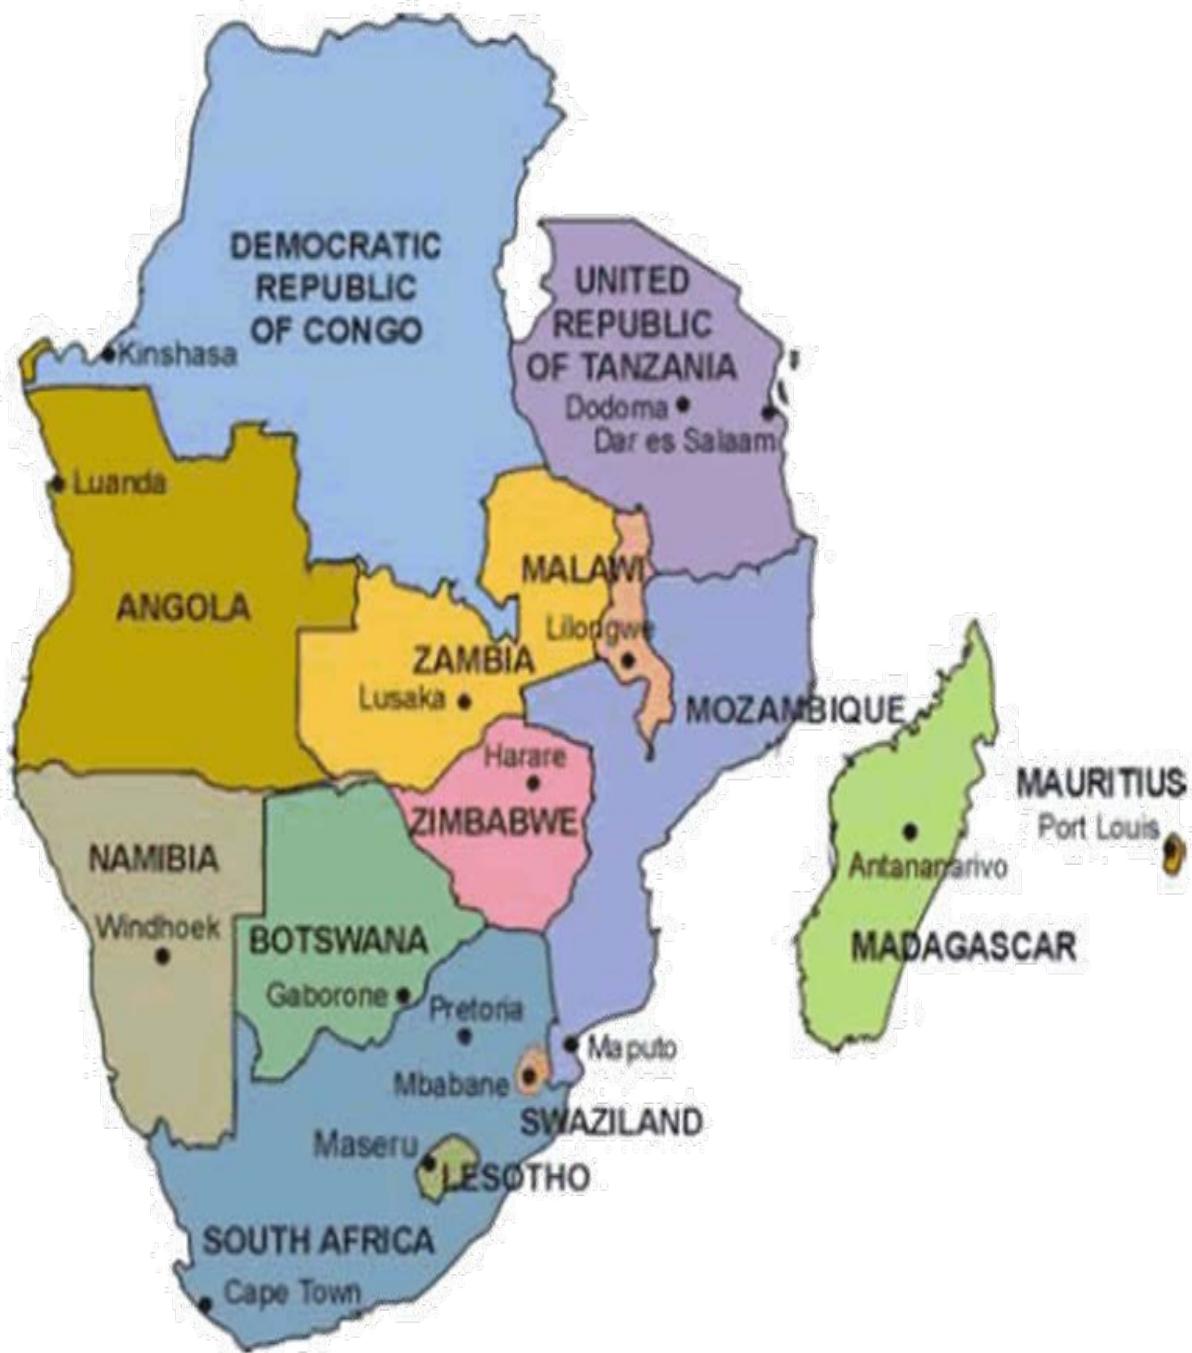 DEMOCRATIC
REPUBLIC
OF CONGO
UNITED
REPUBLIC
OF TANZANIA
Kinshasa
Dodoma
Dar es Salaam
Luanda
MALAWI
ANGOLA
Lilongwe
ZAMBIA
Lusaka
MOZAMBIQUE
Harare
MAURITIUS
ZIMBABWE
Port Louis
NAMIBIA
Antananarivo
Windhoek
BOTSWANA
MADAGASCAR
Gaborone
Pretoria
Maputo
Mbabane
SWAZILAND
Maseru
LESOTHO
SOUTH AFRICA
Cape Town